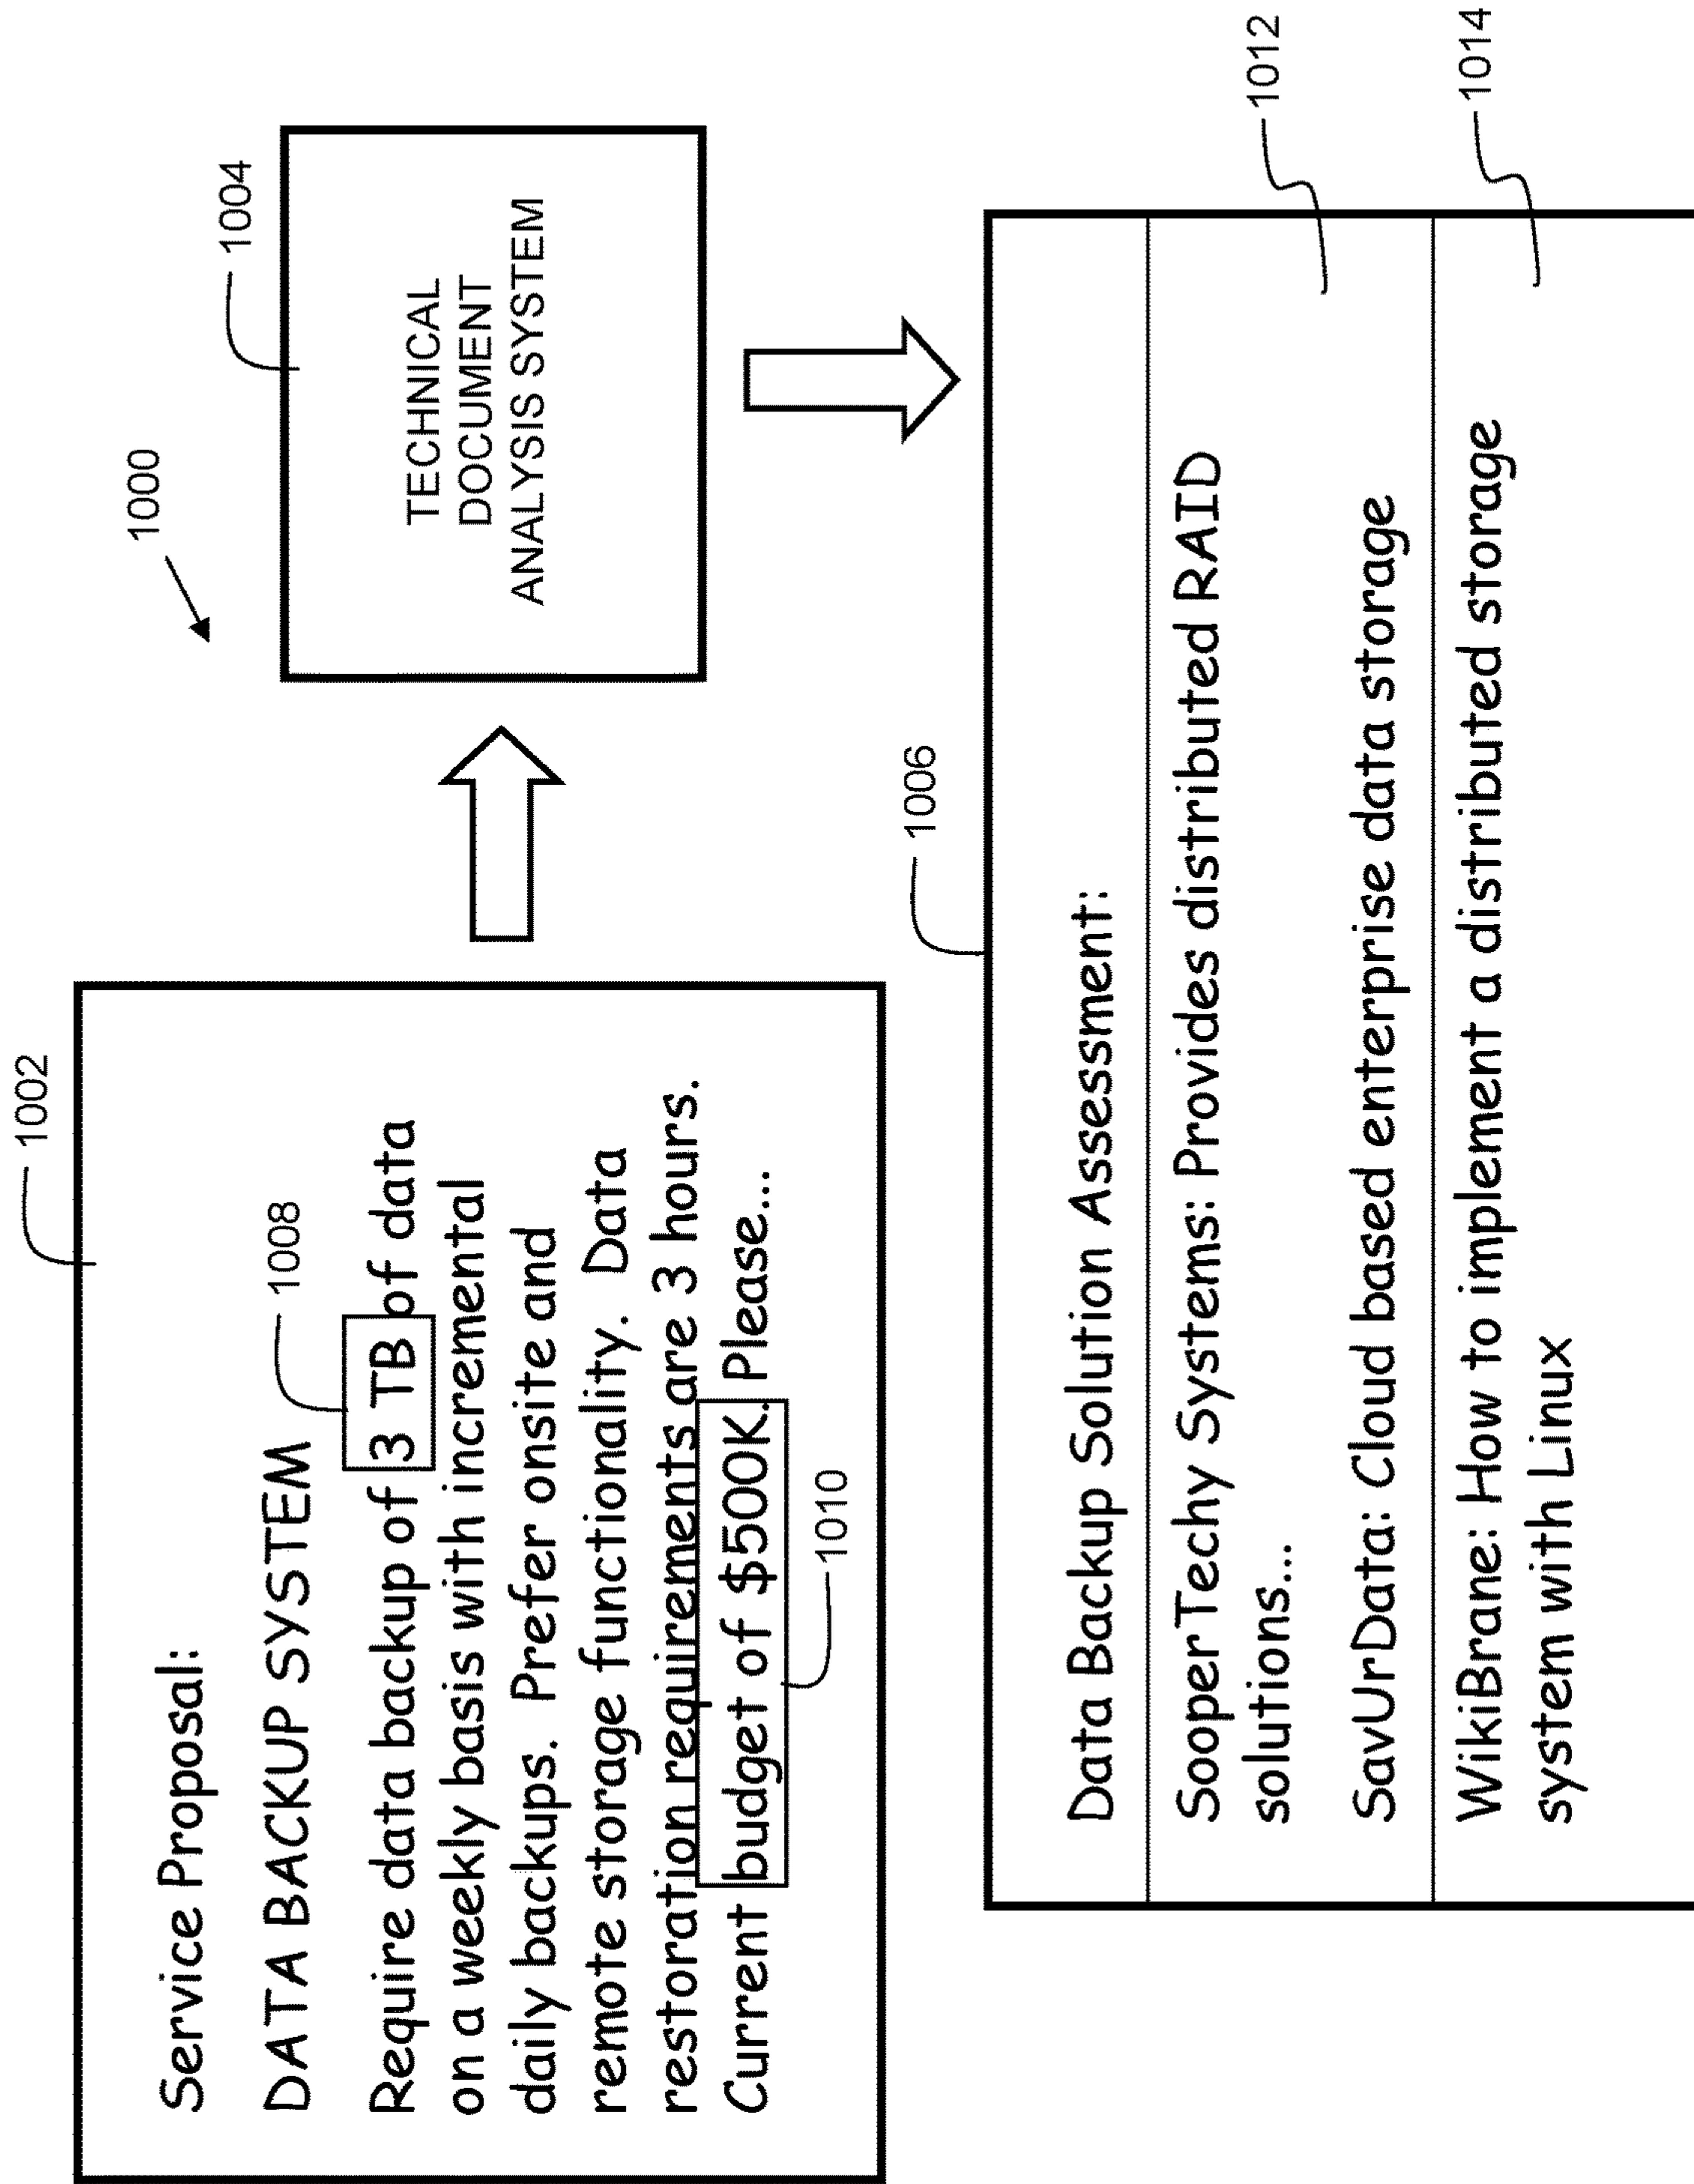 1000
1002
Service Proposal:
DATA BACKUP SYSTEM
1008
Require data backup of 3 TB of data
on a weekly basis with incremental
daily backups. Prefer onsite and
remote storage functionality. Data
restoration requirements are 3 hours.
Current budget of $500K. Please...
1010
1004
TECHNICAL
DOCUMENT
ANALYSIS SYSTEM
1006
Data Backup Solution Assessment:
SooperTechy Systems: Provides distributed RAID
solutions...
1012
SavUrData: Cloud based enterprise data storage
WikiBrane: How to implement a distributed storage
system with Linux
1014